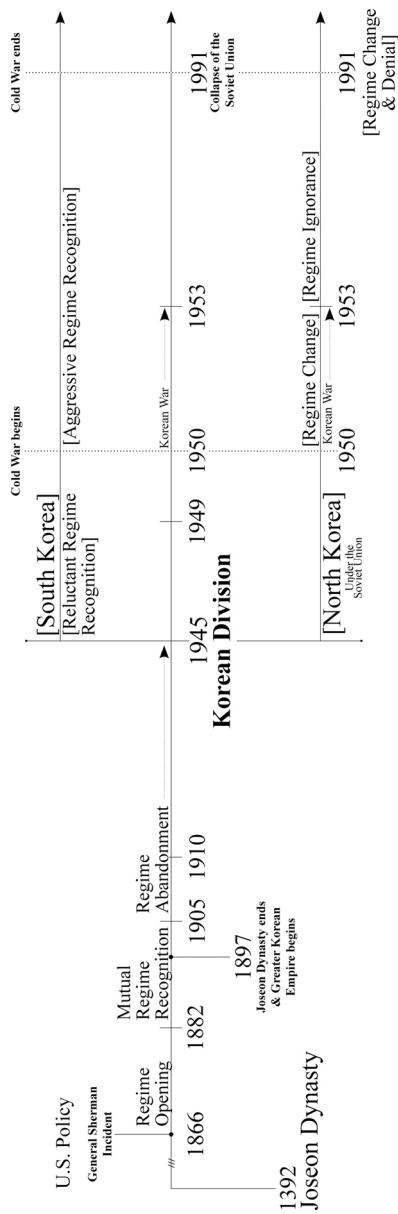 U.S. Policy
General Sherman
Incident
Regime
Opening
1866
1392
Joseon Dynasty
Mutual
Regime
Recognition
1882
1897
Joseon Dynasty ends
& Greater Korean
Empire begins
Regime
Abandonment
1905
1910
1945
Korean Division
1949
Cold War begins
[South Korea]
[Reluctant Regime
Recognition]
[Aggressive Regime Recognition]
Korean War
1950
1953
Cold War ends
1991
Collapse of the
Soviet Union
[North Korea]
Under the
Soviet Union
[Regime Change]
[Regime Ignorance]
Korean War
1950
1953
1991
[Regime Change
& Denial]